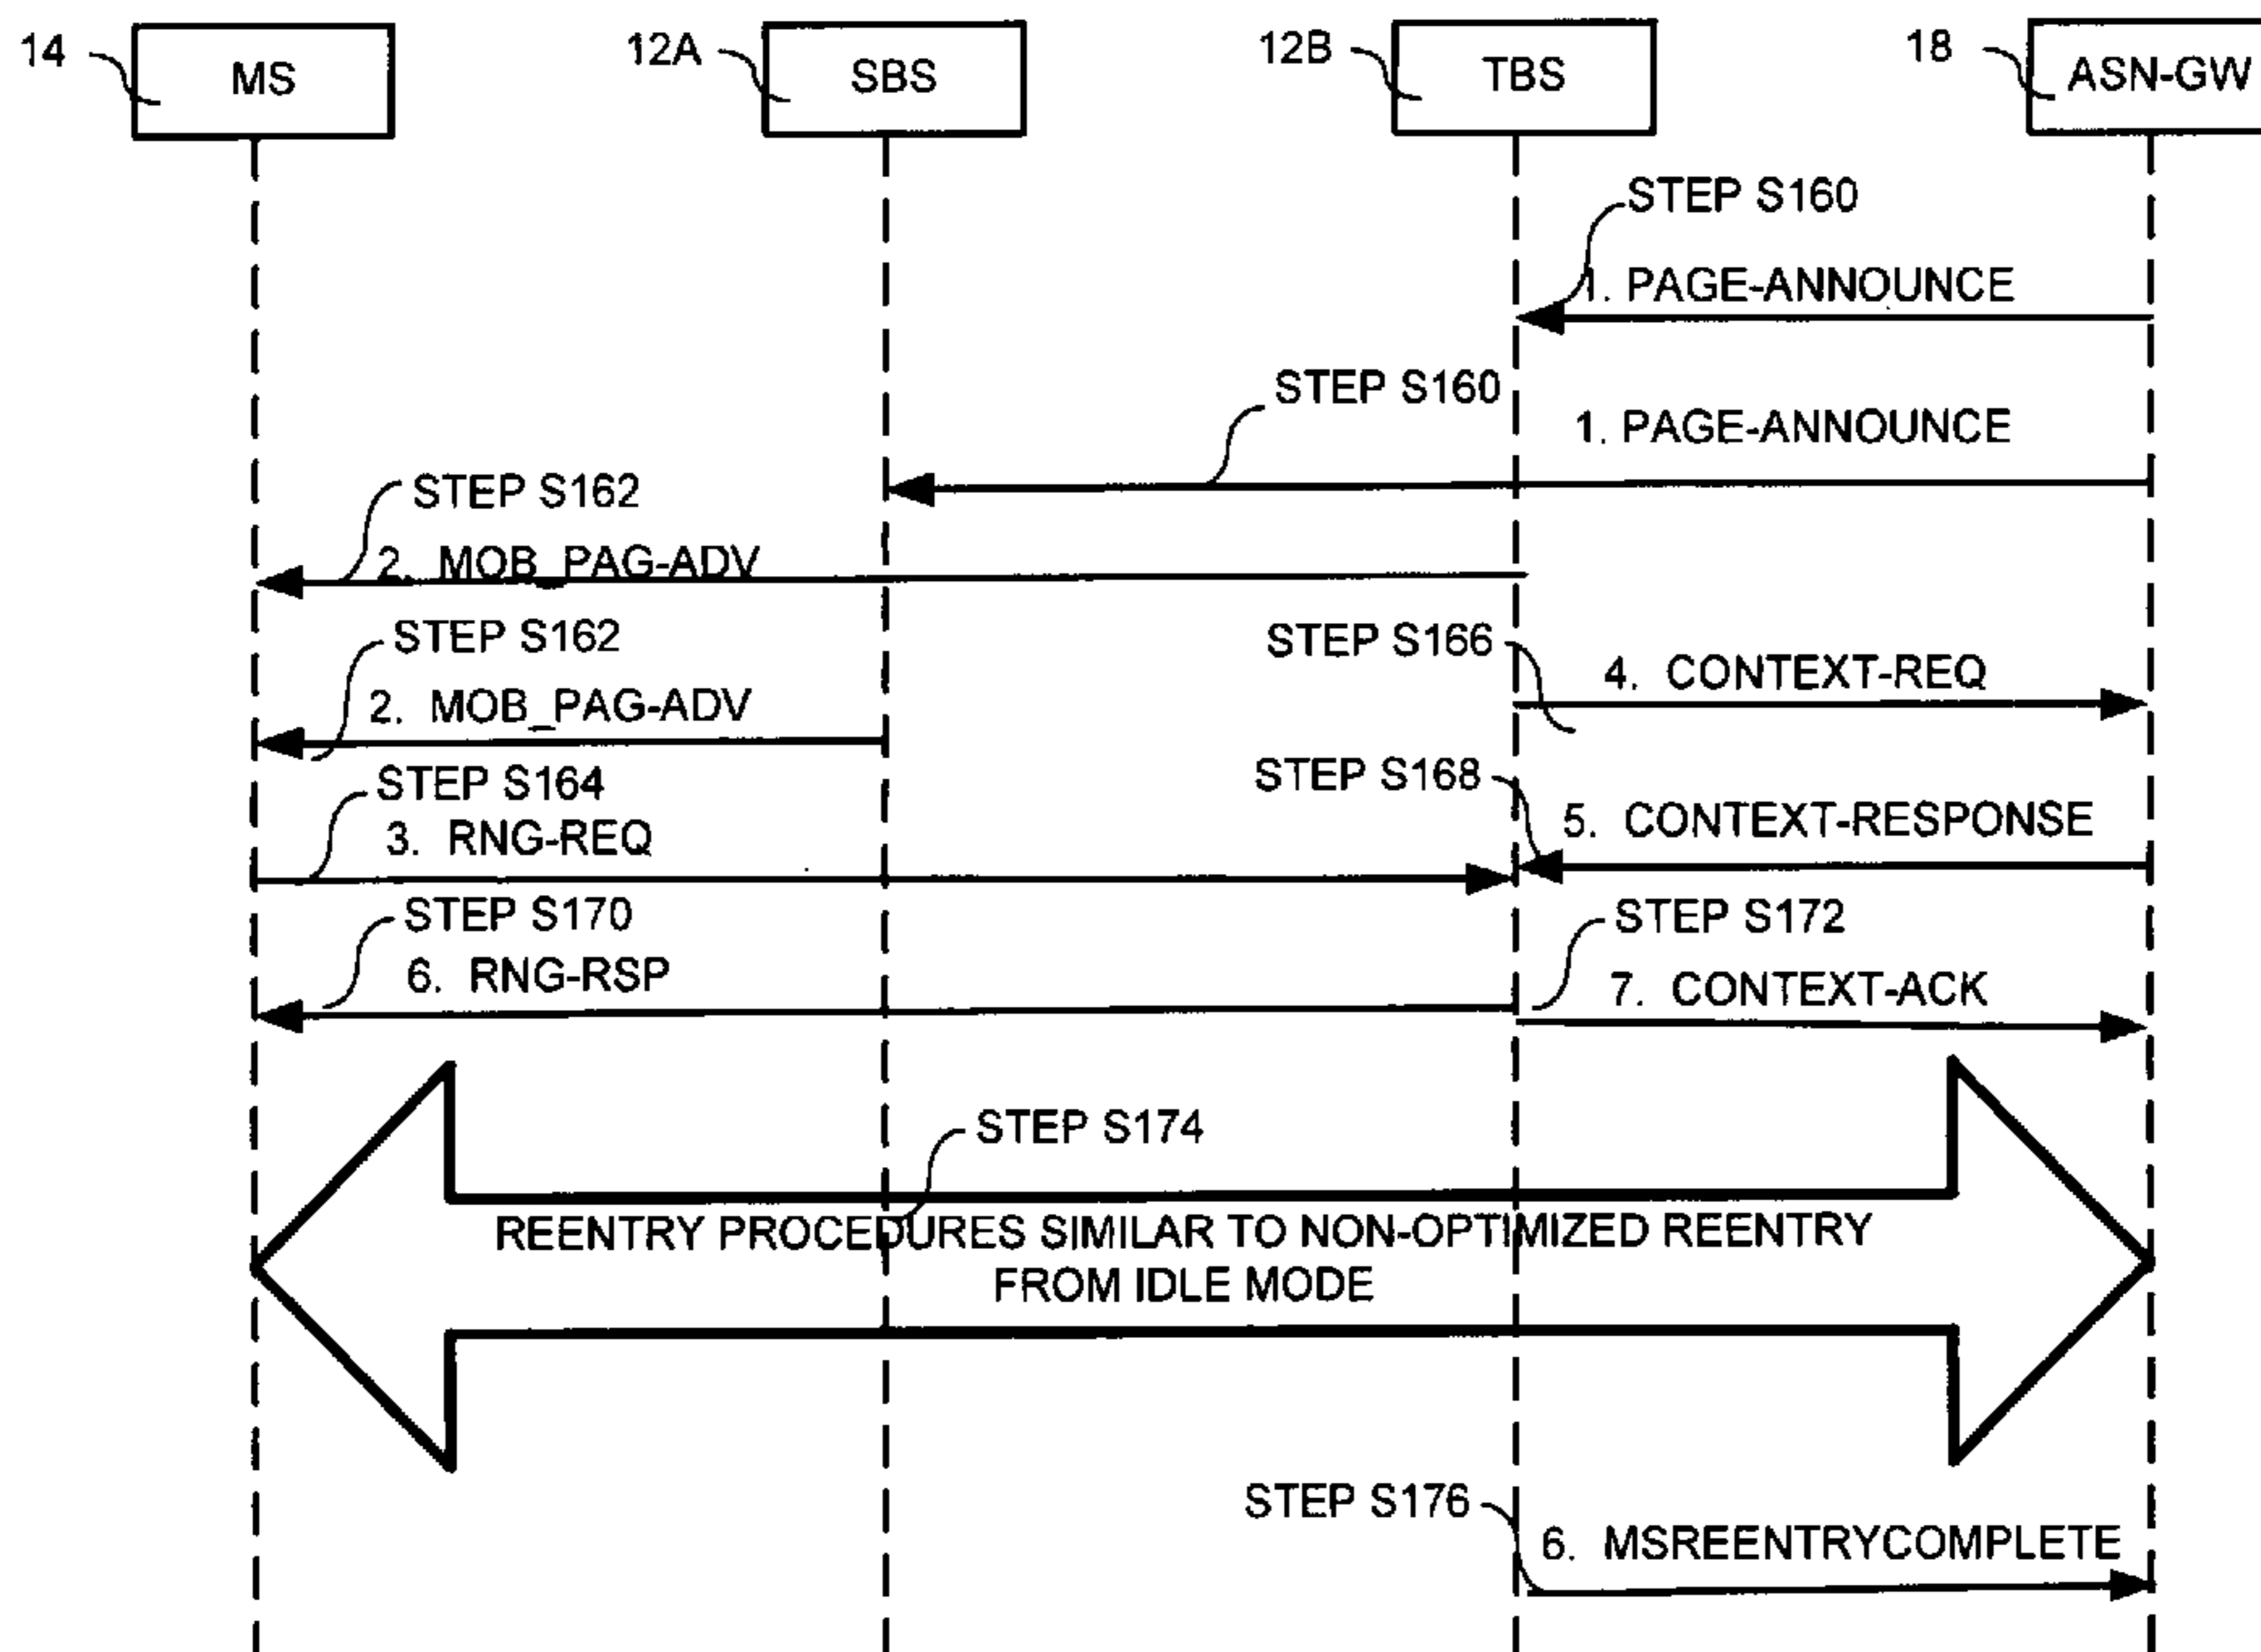 14
MS
12A
SBS
12B
TBS
18
ASN-GW
STEP S160
1. PAGE-ANNOUNCE
STEP S160
1. PAGE-ANNOUNCE
STEP S162
2. MOB_PAG-ADV
STEP S162
2. MOB_PAG-ADV
STEP S166
4. CONTEXT-REQ
STEP S164
3. RNG-REQ
STEP S168
5. CONTEXT-RESPONSE
STEP S170
6. RNG-RSP
STEP S172
7. CONTEXT-ACK
STEP S174
REENTRY PROCEDURES SIMILAR TO NON-OPTIMIZED REENTRY
FROM IDLE MODE
STEP S176
6. MSREENTRYCOMPLETE